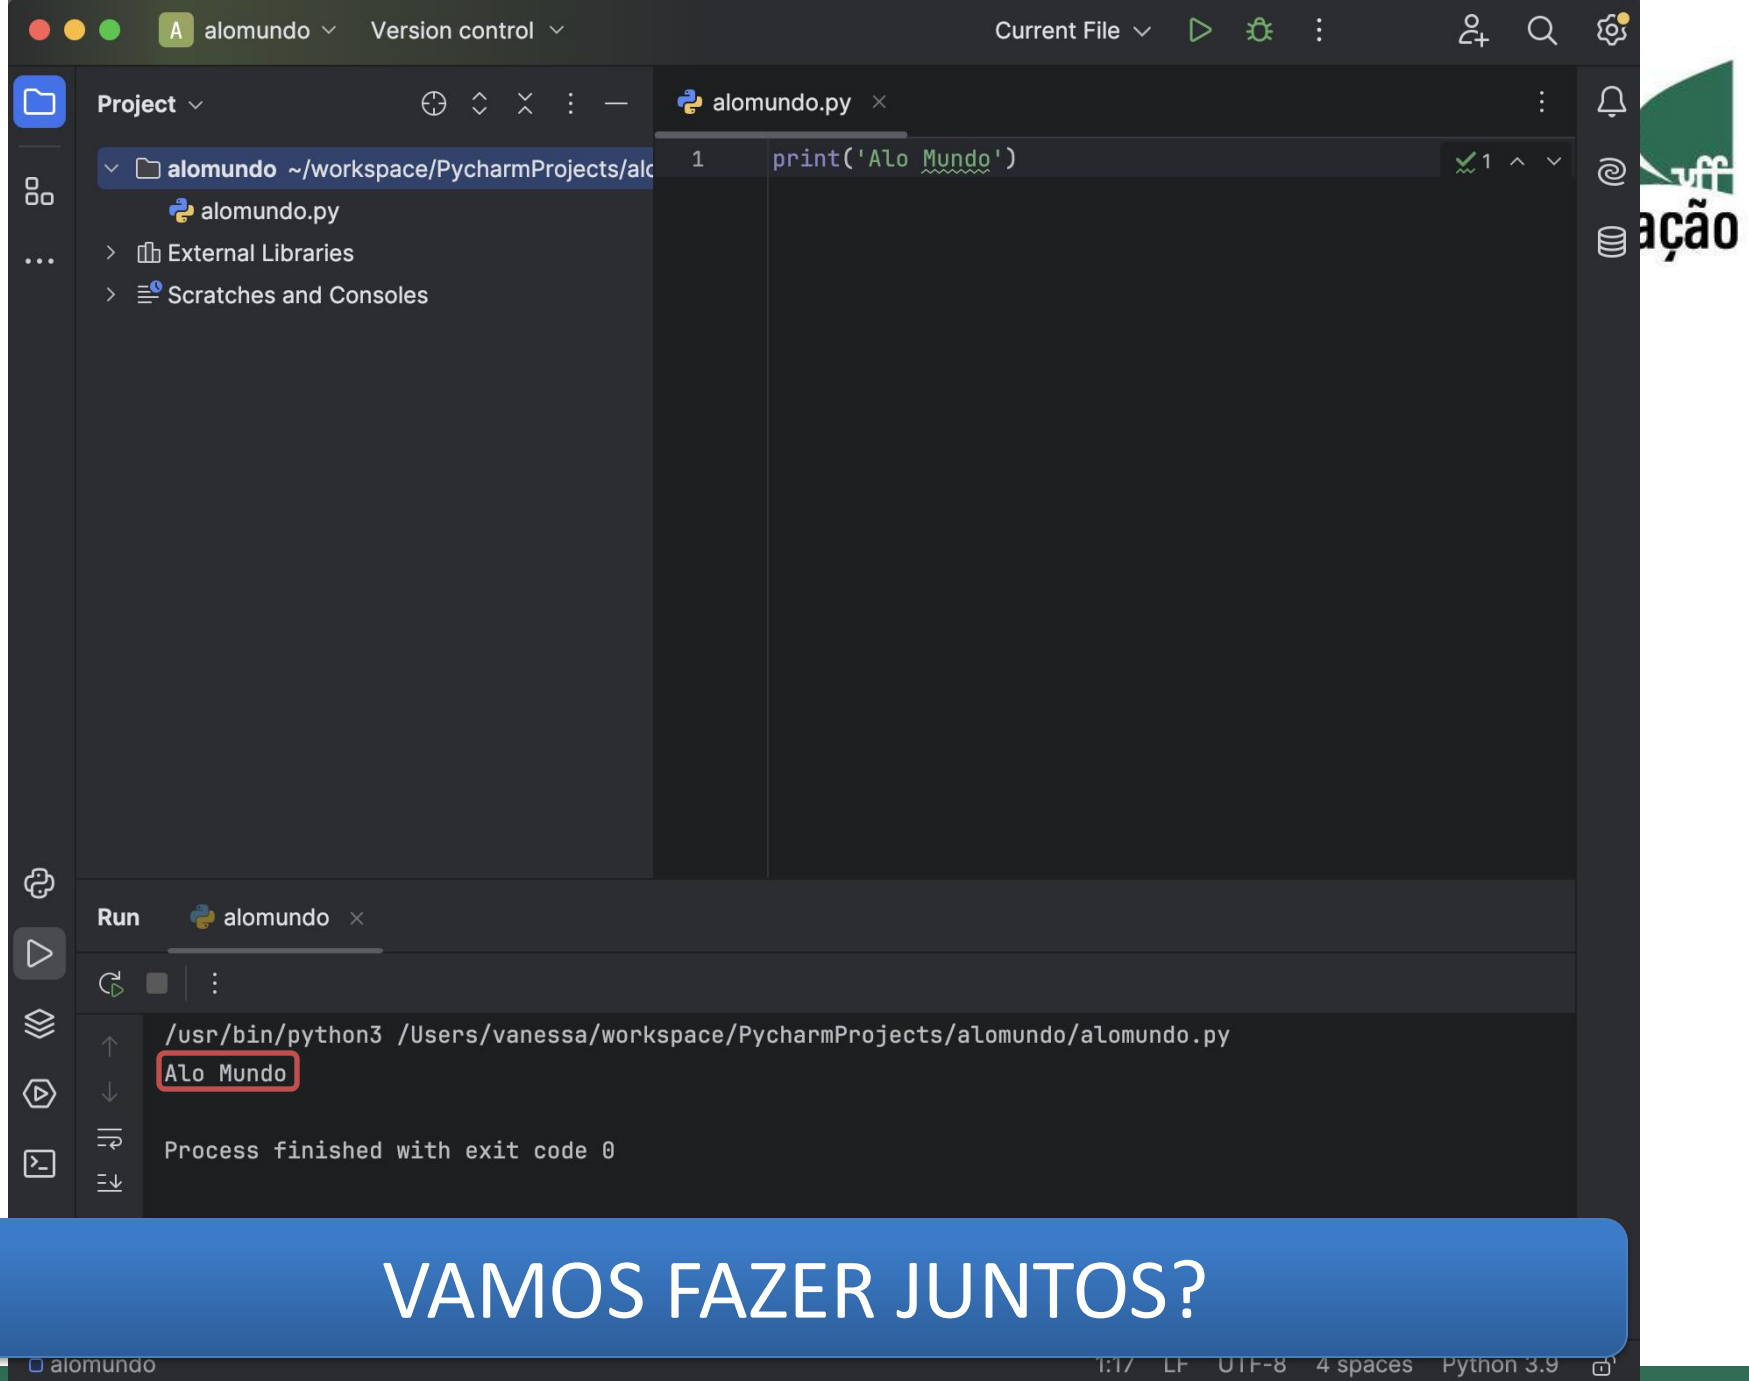 A alomundo Version control Current File
Project
alomundo.py
alomundo ~/workspace/PycharmProjects/alo
alomundo.py
External Libraries
Scratches and Consoles
1 print('Alo Mundo')
1
uff
ação
Run alomundo
/usr/bin/python3 /Users/vanessa/workspace/PycharmProjects/alomundo/alomundo.py
Alo Mundo
Process finished with exit code 0
VAMOS FAZER JUNTOS?
alomundo 1:17 LF UTF-8 4 spaces Python 3.9